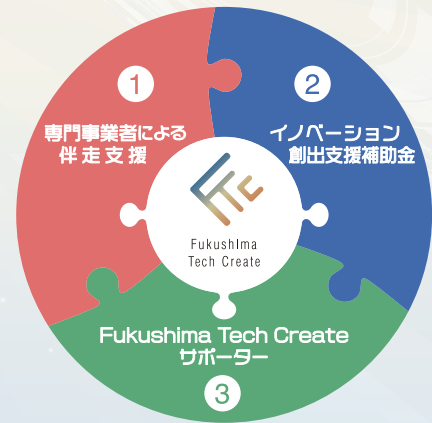 1
専門事業者による
伴走支援
2
イノベーション
創出支援補助金
FukushIma
Tech Create
Fukushima Tech Create
サポーター
3